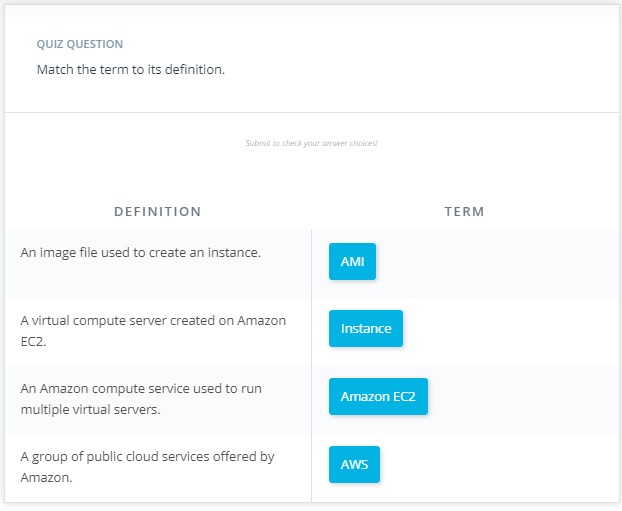 QUIZ QUESTION
Match the term to its definition.
Submit to check your answer choices!
DEFINITION
TERM
An image file used to create an instance.
AMI
A virtual compute server created on Amazon
EC2.
Instance
An Amazon compute service used to run
multiple virtual servers.
Amazon EC2
A group of public cloud services offered by
Amazon.
AWS